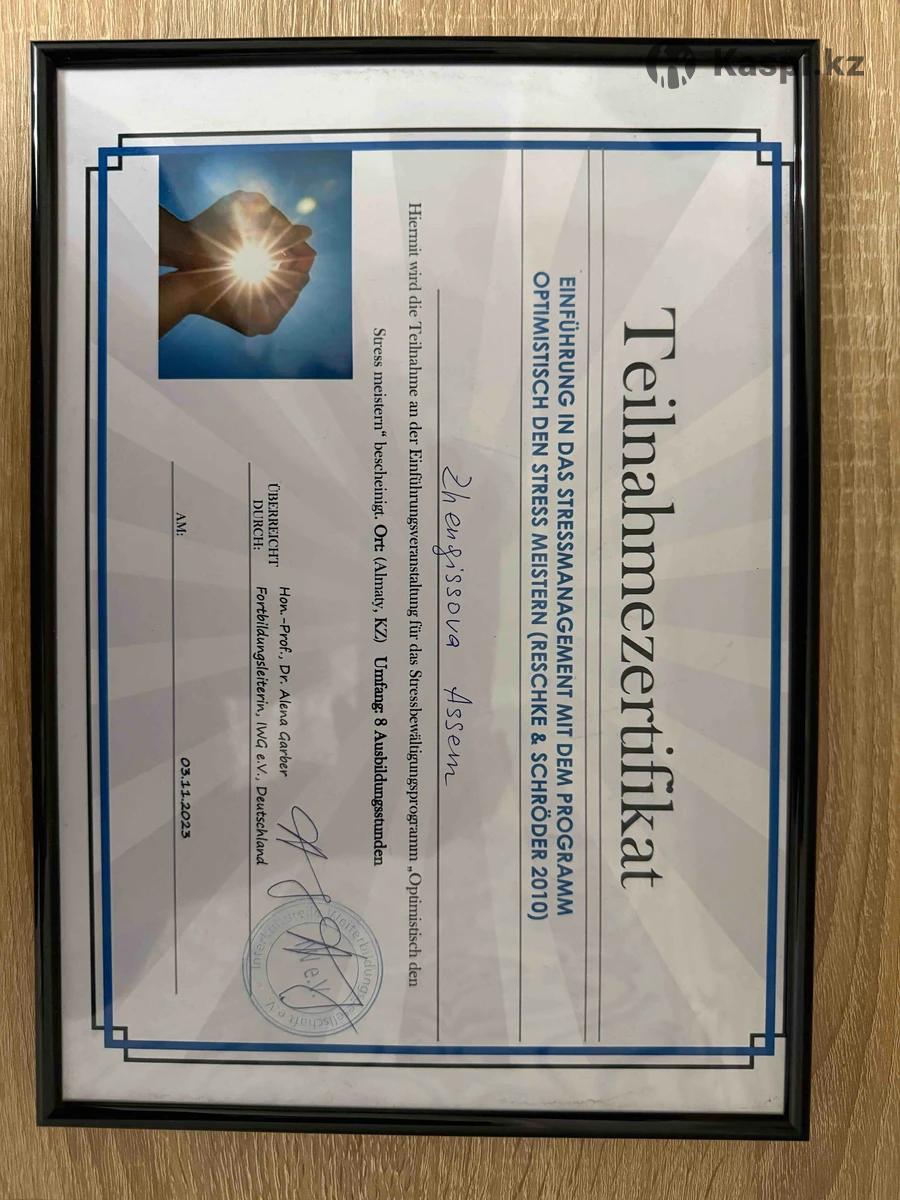 Kaspi.kz
Teilnahmezertifikat
EINFÜHRUNG IN DAS STRESSMANAGEMENT MIT DEM PROGRAMM
OPTIMISTISCH DEN STRESS MEISTERN (RESCHKE & SCHRÖDER 2010)
Zhengissova Assem
Hiermit wird die Teilnahme an der Einführungsveranstaltung für das Stressbewältigungsprogramm „Optimistisch den
Stress meistern“ bescheinigt. Ort: (Almaty, KZ) Umfang: 8 Ausbildungsstunden
ÜBERREICHT
DURCH:
Hon.-Prof., Dr. Alena Garber
Fortbildungsleiterin, IWG e.V., Deutschland
AM:
03.11.2023